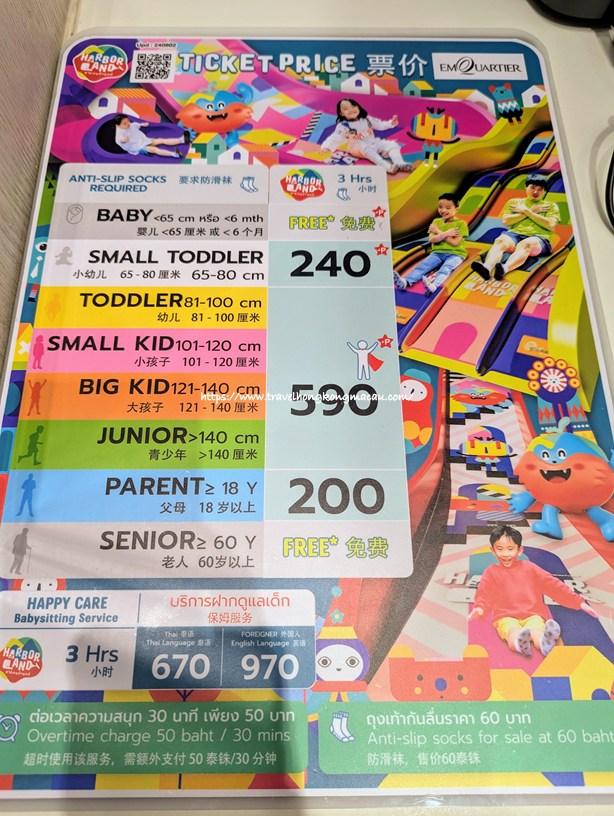 HARBOR LAND
Upd : 240802
TICKET PRICE 票价
EMQUARTIER
ANTI-SLIP SOCKS REQUIRED 要求防滑袜
HARBOR LAND
3 Hrs
小时
BABY <65 cm หรือ <6 mth
婴儿 <65 厘米 或 < 6 个月
FREE* 免费
+P
SMALL TODDLER
小幼儿 65-80 厘米 65-80 cm
240
+P
TODDLER 81-100 cm
幼儿 81 - 100 厘米
SMALL KID 101-120 cm
小孩子 101 - 120 厘米
+P
BIG KID 121-140 cm
大孩子 121 - 140 厘米
590
https://www.travelhongkongmacau.com/
JUNIOR >140 cm
青少年 >140 厘米
PARENT ≥ 18 Y
父母 18 岁以上
200
SENIOR ≥ 60 Y
老人 60岁以上
FREE* 免费
HAPPY CARE
Babysitting Service
บริการฝากดูแลเด็ก
保姆服务
HARBOR LAND
3 Hrs
小时
Thai 泰语
Thai Language 泰语
670
FOREIGNER 外国人
English Language 英语
970
ต่อเวลาความสนุก 30 นาที เพียง 50 บาท
Overtime charge 50 baht / 30 mins
超时使用该服务，需额外支付 50 泰铢/30 分钟
ถุงเท้ากันลื่นราคา 60 บาท
Anti-slip socks for sale at 60 baht
防滑袜，售价60泰铢